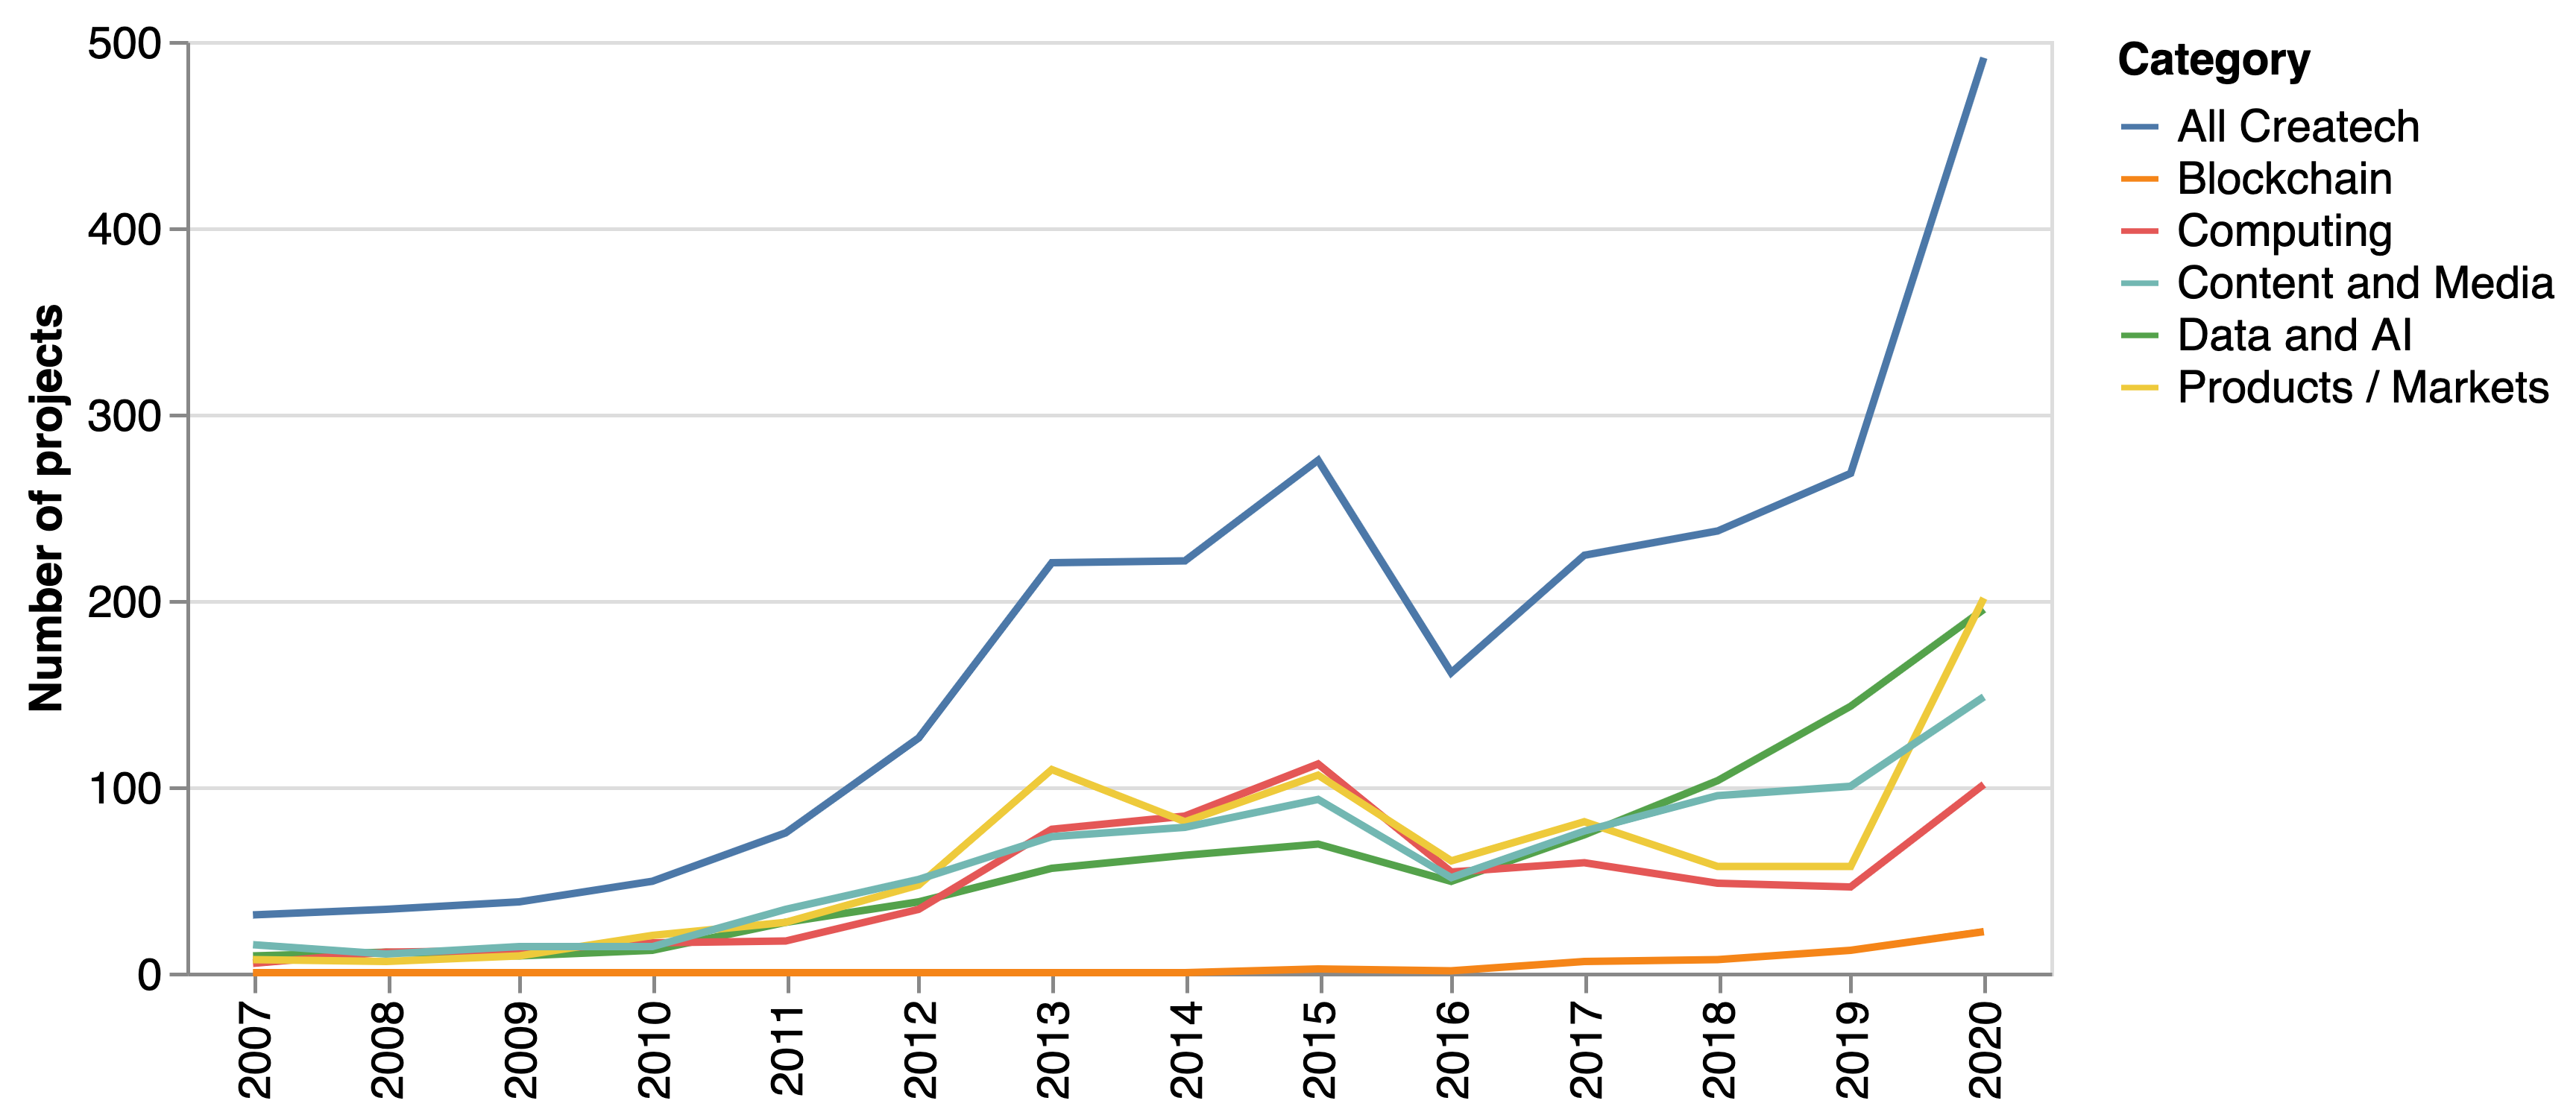 Number of projects
500
400
300
200
100
0
2007
2008
2009
2010
2011
2012
2013
2014
2015
2016
2017
2018
2019
2020
Category
All Createch
Blockchain
Computing
Content and Media
Data and AI
Products / Markets